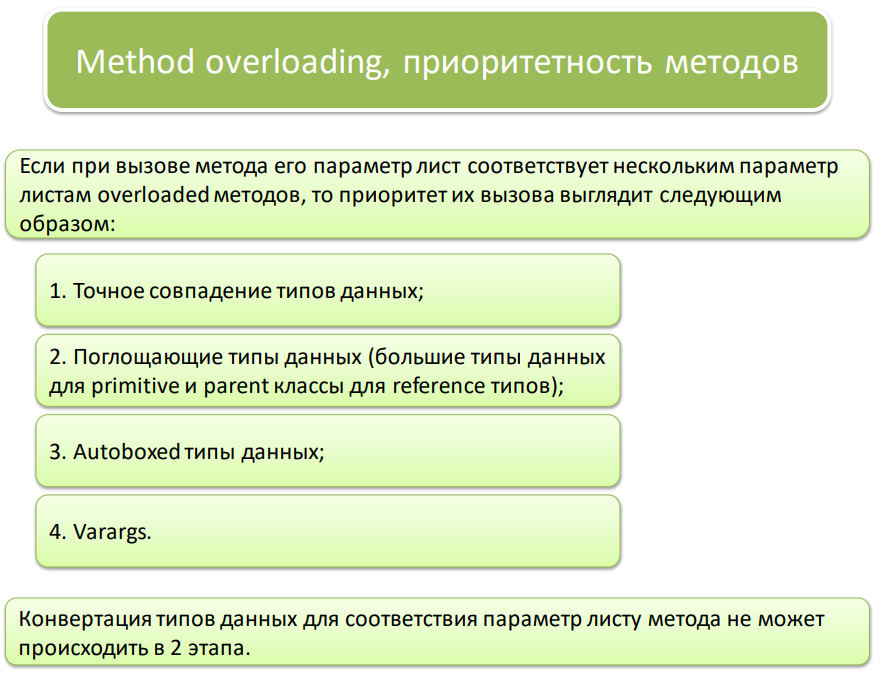 Method overloading, приоритетность методов
Если при вызове метода его параметр лист соответствует нескольким параметр
листам overloaded методов, то приоритет их вызова выглядит следующим
образом:
1. Точное совпадение типов данных;
2. Поглощающие типы данных (большие типы данных
для primitive и parent классы для reference типов);
3. Autoboxed типы данных;
4. Varargs.
Конвертация типов данных для соответствия параметр листу метода не может
происходить в 2 этапа.